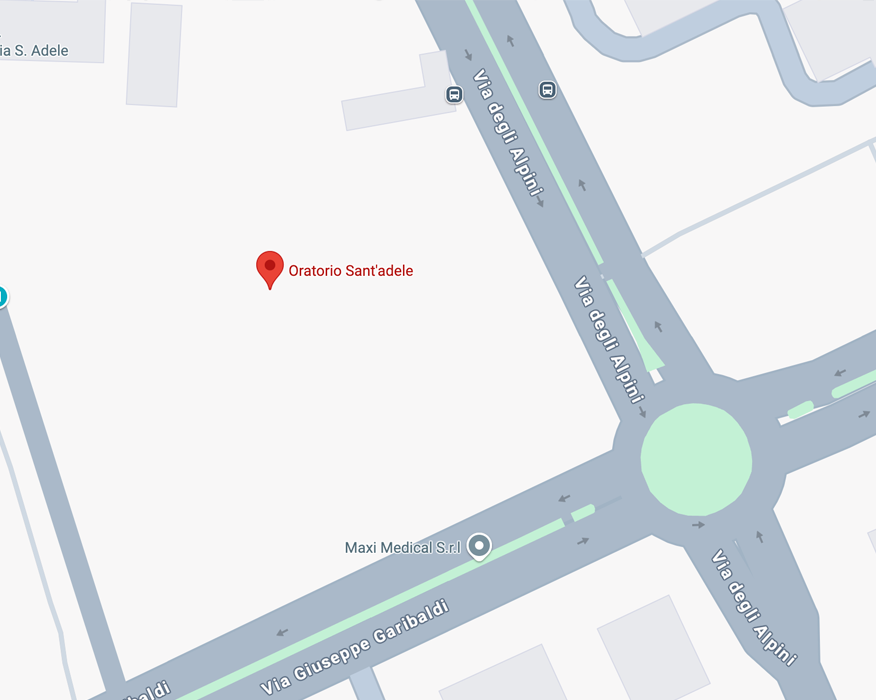 ia S. Adele
Via degli Alpini
Oratorio Sant'adele
Via degli Alpini
Maxi Medical S.r.l
Via degli Alpini
Via Giuseppe Garibaldi
baldi